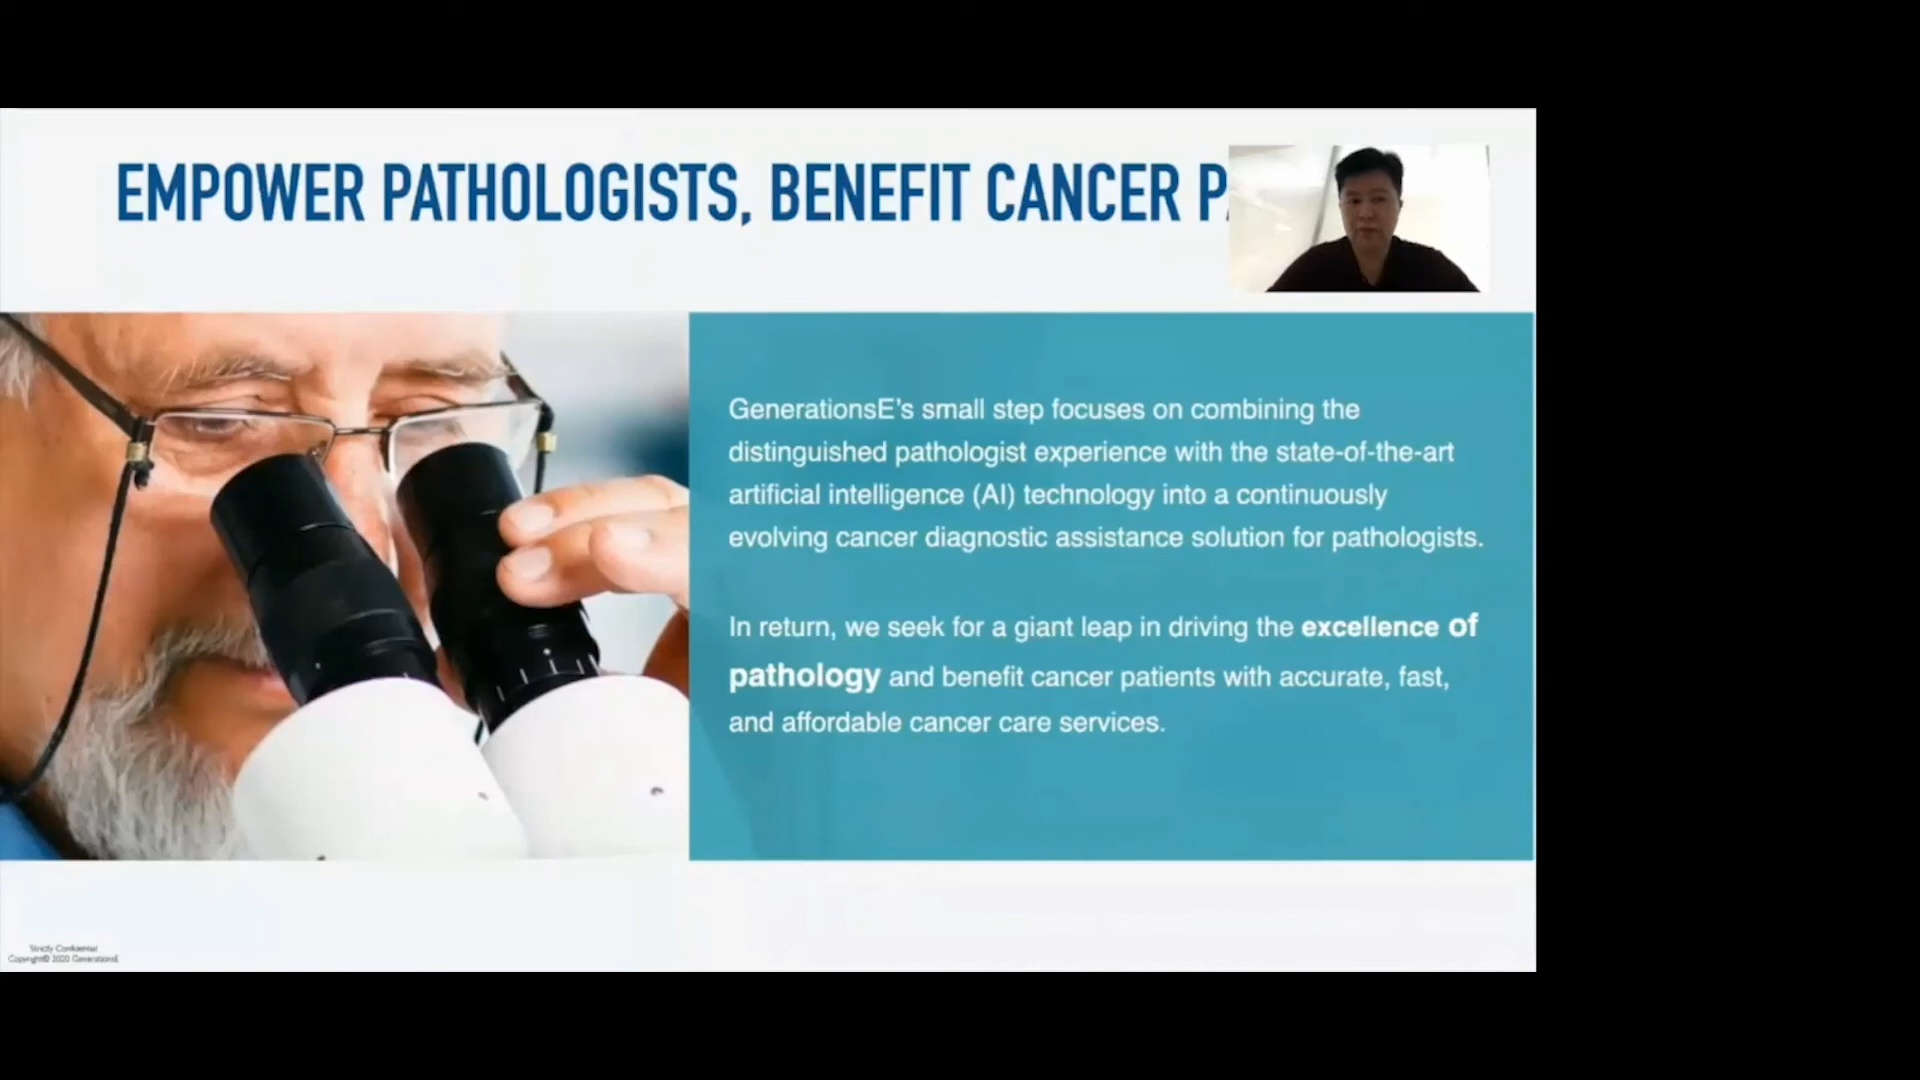 EMPOWER PATHOLOGISTS, BENEFIT CANCER
GenerationsE's small step focuses on combining the
distinguished pathologist experience with the state-of-the-art
artificial intelligence (AI) technology into a continuously
evolving cancer diagnostic assistance solution for pathologists.
In return, we seek for a giant leap in driving the excellence of
pathology and benefit cancer patients with accurate, fast,
and affordable cancer care services.
Strictly Confidential
Copyright© 2020 GenerationsE